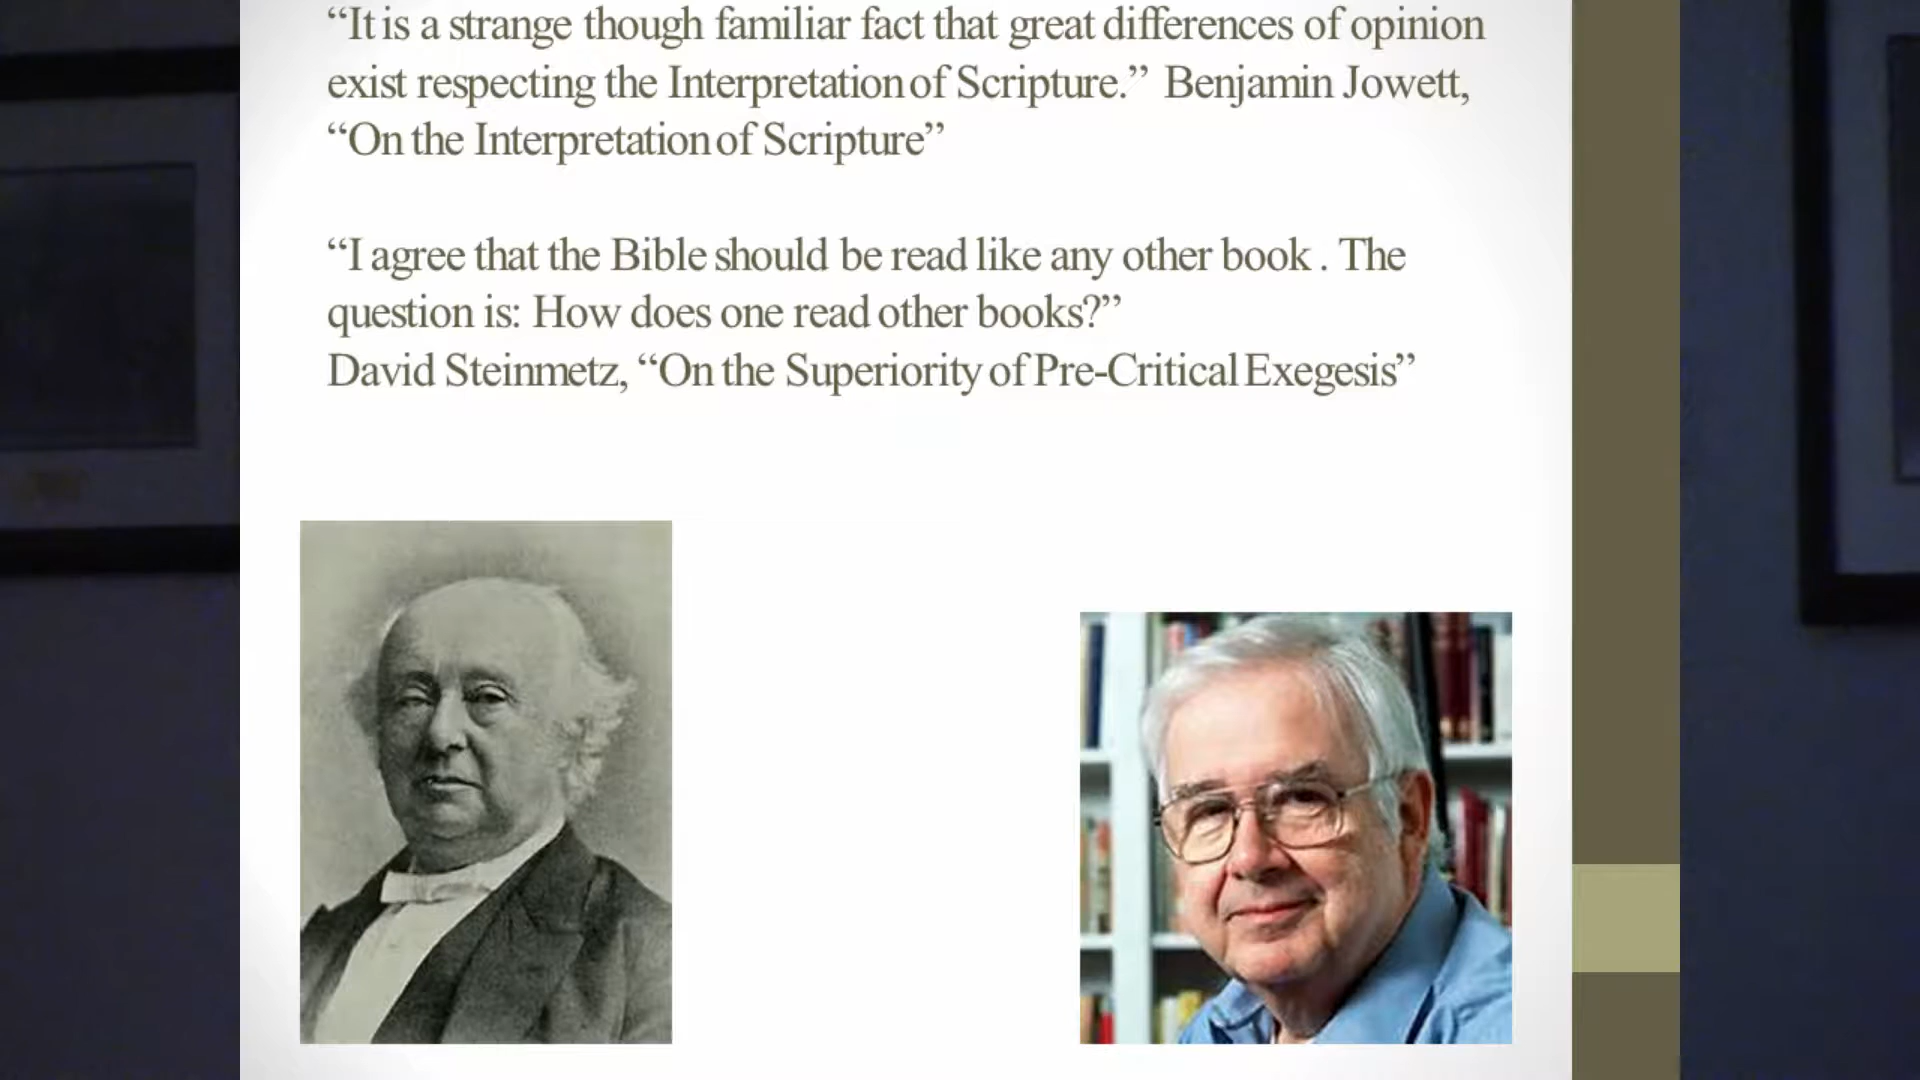 “It is a strange though familiar fact that great differences of opinion
exist respecting the Interpretation of Scripture.” Benjamin Jowett,
“On the Interpretation of Scripture”
“I agree that the Bible should be read like any other book . The
question is: How does one read other books?”
David Steinmetz, “On the Superiority of Pre-Critical Exegesis”